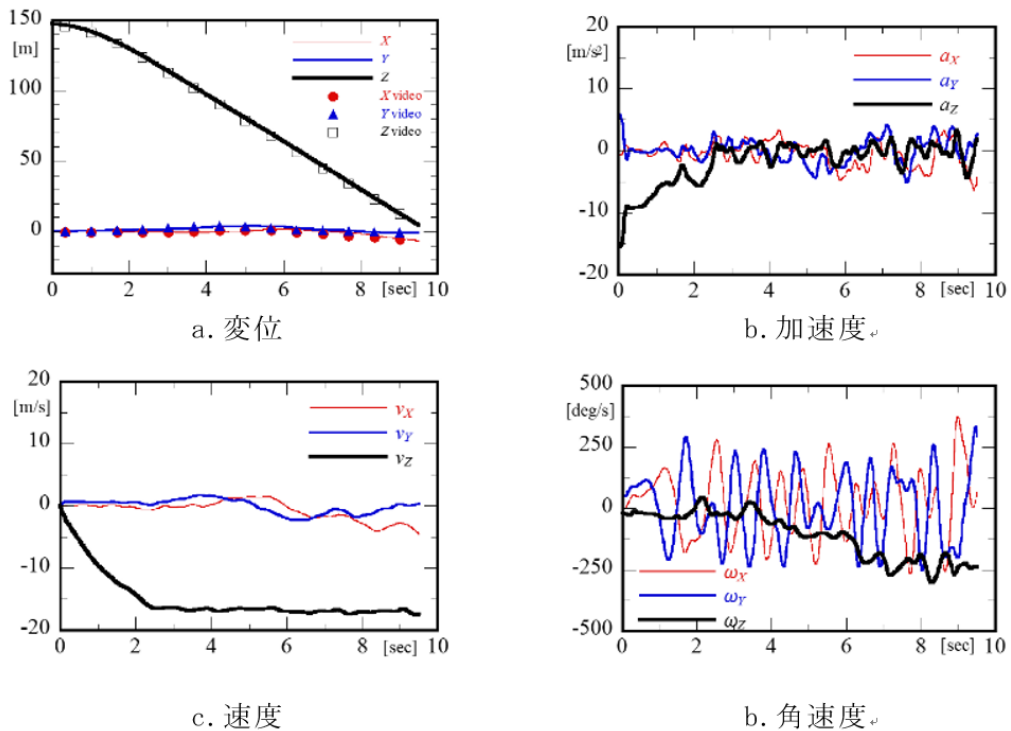 150
[m]
100
50
0
0 2 4 6 8 [sec] 10
X
Y
Z
X video
Y video
Z video
a.変位
20
[m/s²]
10
0
-10
-20
0 2 4 6 8 [sec] 10
aX
aY
aZ
b.加速度
20
[m/s]
10
0
-10
-20
0 2 4 6 8 [sec] 10
vX
vY
vZ
c.速度
500
[deg/s]
250
0
-250
-500
0 2 4 6 8 [sec] 10
ωX
ωY
ωZ
b.角速度